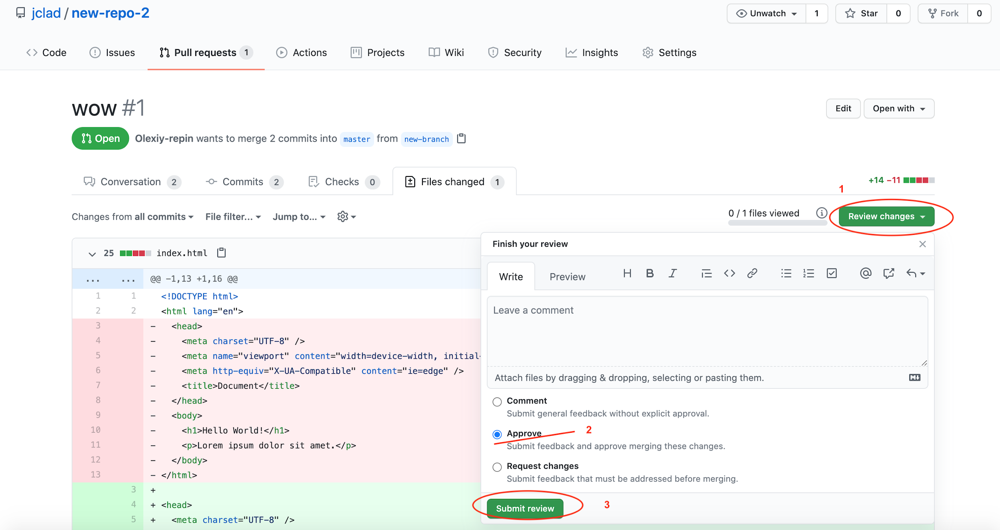 jclad / new-repo-2
Unwatch 1 Star 0 Fork 0
Code Issues Pull requests 1 Actions Projects Wiki Security Insights Settings
wow #1
Edit Open with
Open Olexiy-repin wants to merge 2 commits into master from new-branch
Conversation 2 Commits 2 Checks 0 Files changed 1
+14 −11
1
Changes from all commits File filter... Jump to...
0 / 1 files viewed
Review changes
25 index.html
... ... @@ −1,13 +1,16 @@
1 1 <!DOCTYPE html>
2 2 <html lang="en">
3 − <head>
4 − <meta charset="UTF−8" />
5 − <meta name="viewport" content="width=device−width, initial-
6 − <meta http−equiv="X−UA−Compatible" content="ie=edge" />
7 − <title>Document</title>
8 − </head>
9 − <body>
10 − <h1>Hello World!</h1>
11 − <p>Lorem ipsum dolor sit amet.</p>
12 − </body>
13 − </html>
3 +
4 + <head>
5 + <meta charset="UTF−8" />
Finish your review
Write Preview
Leave a comment
Attach files by dragging & dropping, selecting or pasting them.
Comment
Submit general feedback without explicit approval.
Approve 2
Submit feedback and approve merging these changes.
Request changes
Submit feedback that must be addressed before merging.
Submit review 3